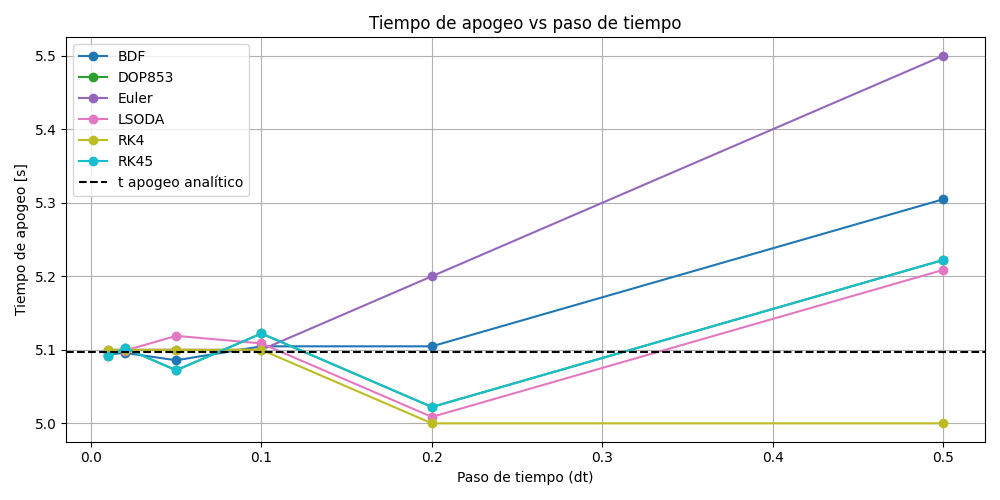 Tiempo de apogeo vs paso de tiempo
Tiempo de apogeo [s]
5.5
5.4
5.3
5.2
5.1
5.0
BDF
DOP853
Euler
LSODA
RK4
RK45
t apogeo analítico
0.0
0.1
0.2
0.3
0.4
0.5
Paso de tiempo (dt)